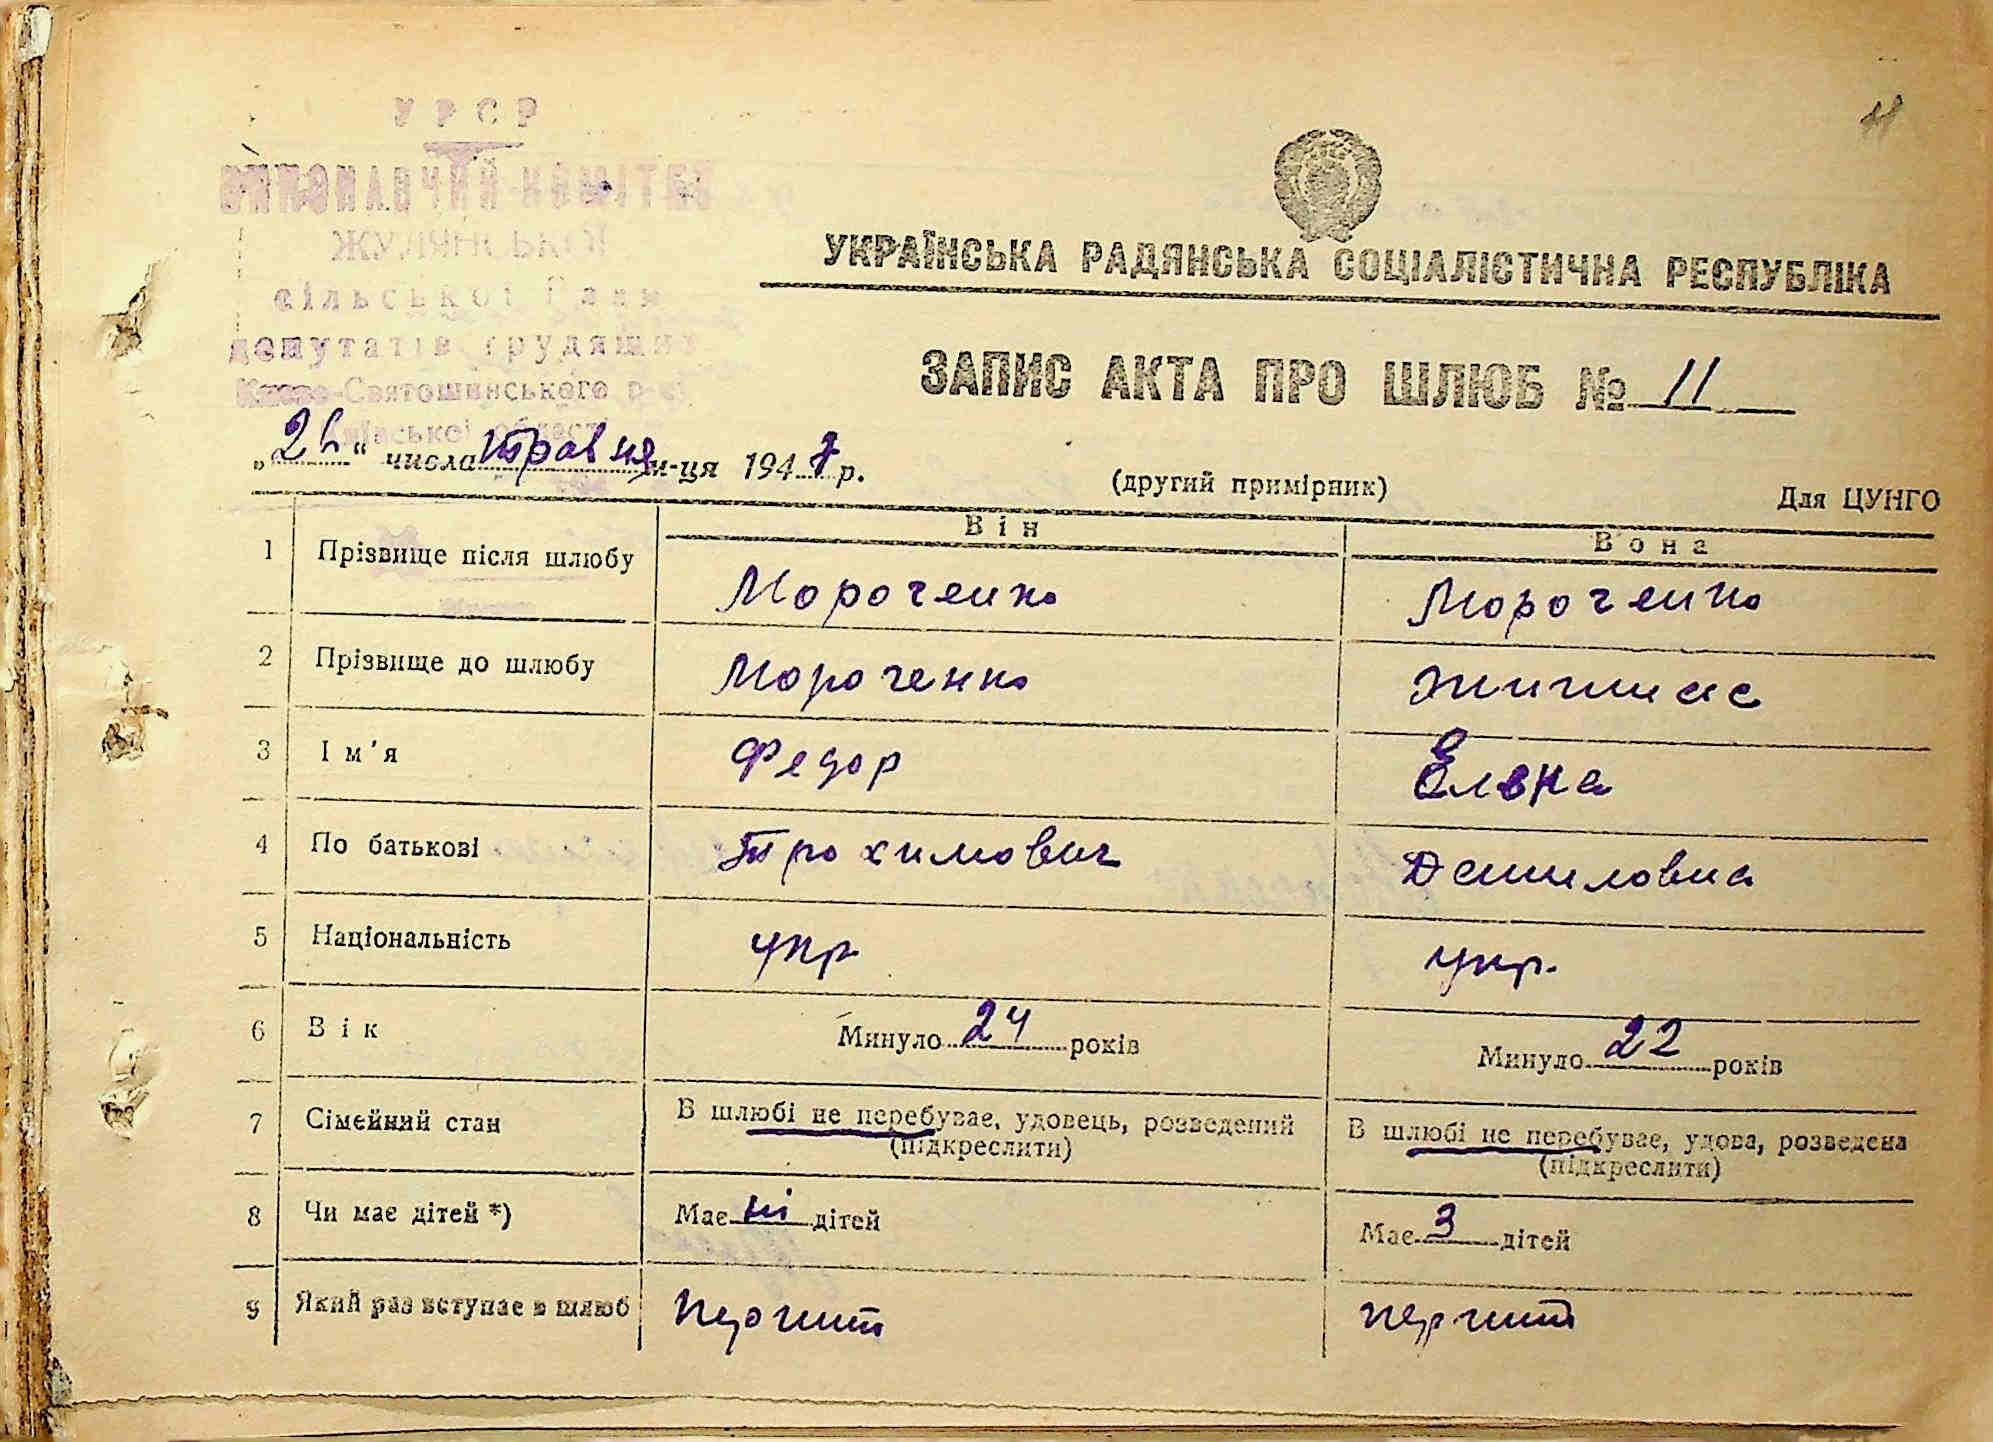 УРСР
ВИКОНАВЧИЙ КОМІТЕТ
ЖУЛЯНСЬКОЇ
сільської Ради
депутатів трудящих
Києво-Святошинського
Київської області
УКРАЇНСЬКА РАДЯНСЬКА СОЦІАЛІСТИЧНА РЕСПУБЛІКА
ЗАПИС АКТА ПРО ШЛЮБ № 11
„ “ числа травня м-ця 1947 р.
(другий примірник)
Для ЦУНГО
Він Вона
1 Прізвище після шлюбу Мороченко Мороченко
2 Прізвище до шлюбу Мороченко
3 Ім'я Федор Елена
4 По батькові Трохимович Даниловна
5 Національність укр укр.
6 Вік Минуло 24 років Минуло 22 років
7 Сімейний стан В шлюбі не перебуває, удовець, розведений (підкреслити) В шлюбі не перебуває, удова, розведена (підкреслити)
8 Чи має дітей *) Має ні дітей Має 3 дітей
9 Який раз вступає в шлюб перший перший